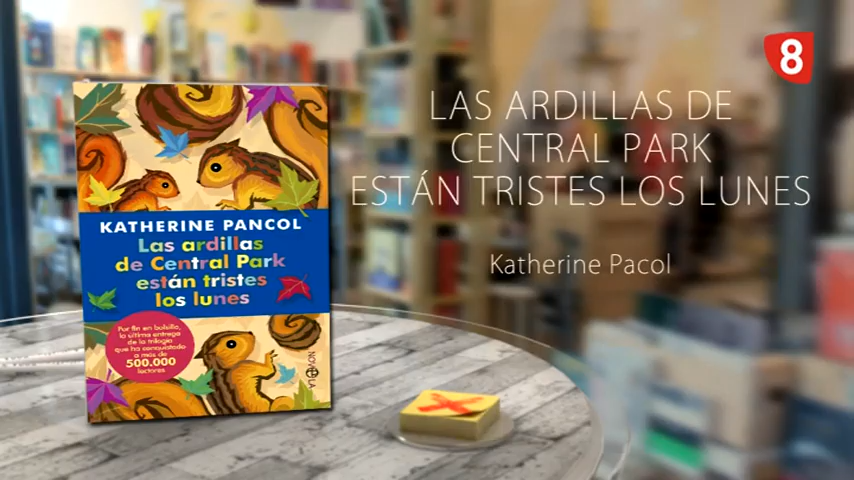 8
LAS ARDILLAS DE
CENTRAL PARK
ESTÁN TRISTES LOS LUNES
Katherine Pacol
KATHERINE PANCOL
Las ardillas
de Central Park
están tristes
los lunes
Por fin en bolsillo,
la última entrega
de la trilogía
que ha conquistado
a más de
500.000
lectores
NOVELA